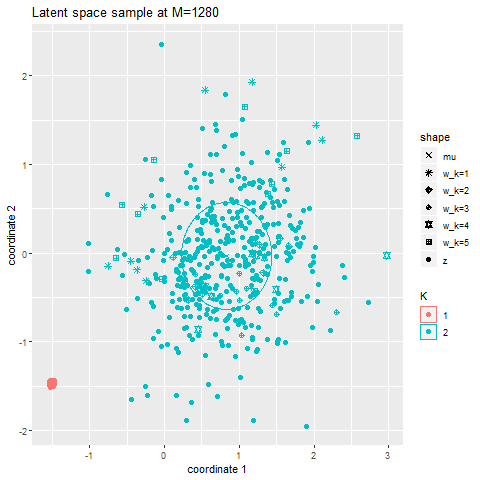 Latent space sample at M=1280
2
1
0
-1
-2
coordinate 2
-1
0
1
2
3
coordinate 1
shape
mu
w_k=1
w_k=2
w_k=3
w_k=4
w_k=5
z
K
1
2